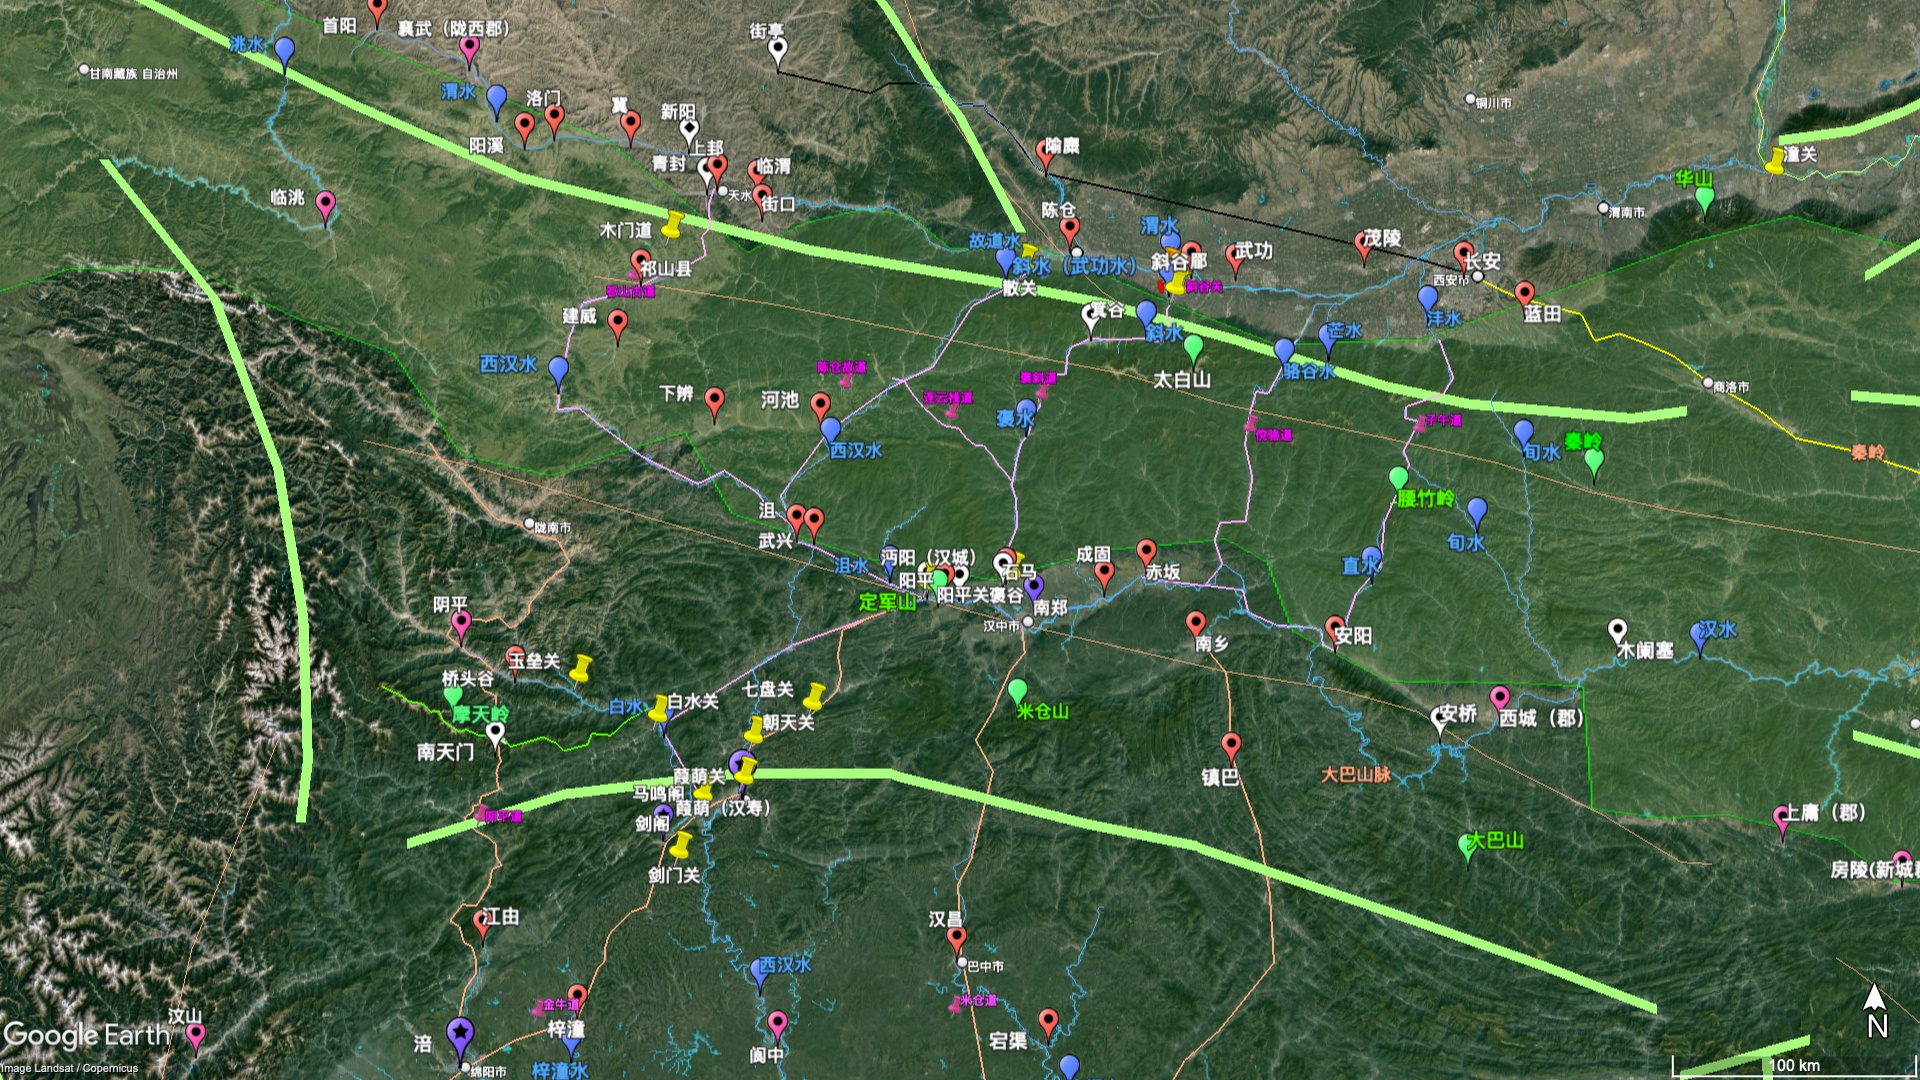 首阳
襄武（陇西郡）
街亭
洮水
甘南藏族 自治州
渭水
洛门
冀
新阳
铜川市
阳溪
上邽
青封
临渭
隃麋
潼关
天水
华山
临洮
街口
陈仓
渭南市
木门道
故道水
渭水
茂陵
武功
斜谷郿
斜水（武功水）
长安
祁山县
西安市
祁山古道
散关
斜谷关
建威
箕谷
蓝田
沣水
斜水
芒水
西汉水
陈仓故道
褒斜道
太白山
骆谷水
商洛市
下辨
河池
连云栈道
褒水
子午道
傥骆道
西汉水
旬水
秦岭
秦岭
腰竹岭
沮
陇南市
武兴
旬水
沔阳（汉城）
成固
沮水
石马
直水
赤坂
阳平
阳平关褒谷
定军山
阴平
南郑
汉中市
安阳
汉水
南乡
木阑塞
玉垒关
桥头谷
七盘关
白水关
白水
摩天岭
米仓山
安桥
西城（郡）
朝天关
南天门
葭萌关
镇巴
大巴山脉
马鸣阁
葭萌（汉寿）
阴平道
剑阁
上庸（郡）
大巴山
剑门关
房陵(新城郡
江由
汉昌
西汉水
巴中市
金牛道
米仓道
汶山
梓潼
涪
阆中
宕渠
绵阳市
梓潼水
Google Earth
Image Landsat / Copernicus
N
100 km